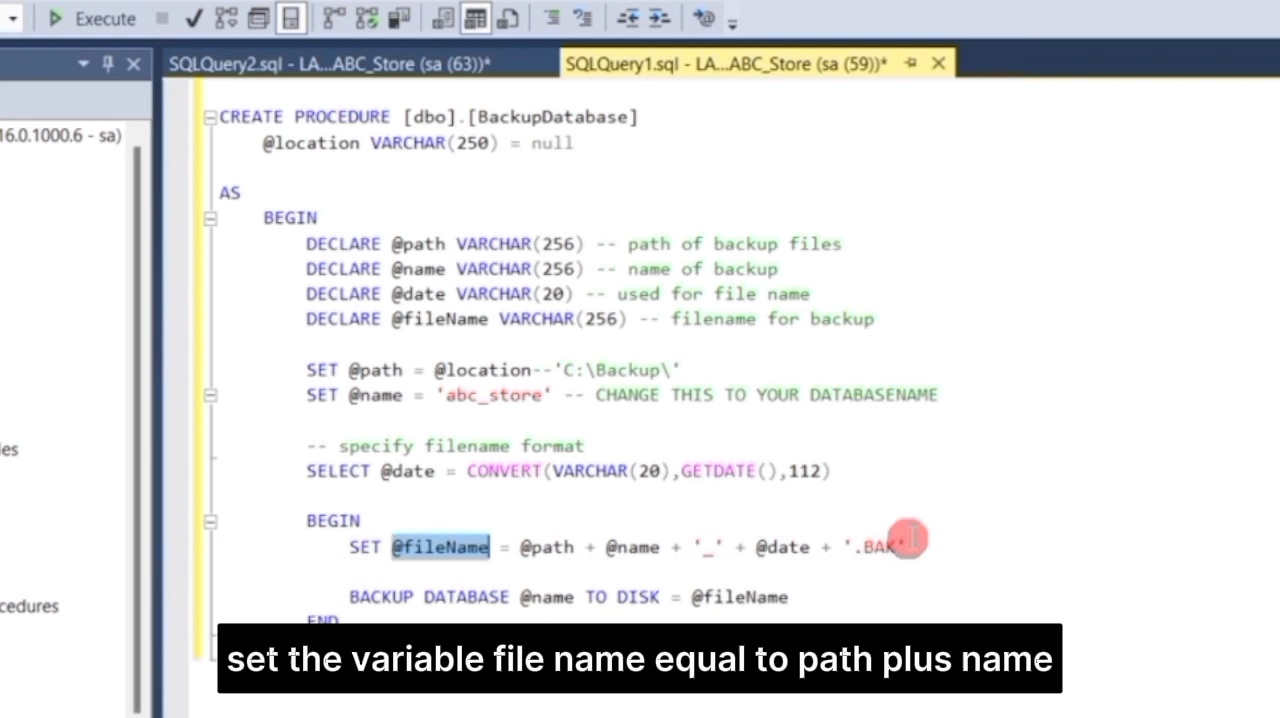 Execute
SQLQuery2.sql - LA...ABC_Store (sa (63))*
SQLQuery1.sql - LA...ABC_Store (sa (59))*
16.0.1000.6 - sa)
CREATE PROCEDURE [dbo].[BackupDatabase]
@location VARCHAR(250) = null
AS
BEGIN
DECLARE @path VARCHAR(256) -- path of backup files
DECLARE @name VARCHAR(256) -- name of backup
DECLARE @date VARCHAR(20) -- used for file name
DECLARE @fileName VARCHAR(256) -- filename for backup
SET @path = @location--'C:\Backup\'
SET @name = 'abc_store' -- CHANGE THIS TO YOUR DATABASENAME
-- specify filename format
les
SELECT @date = CONVERT(VARCHAR(20),GETDATE(),112)
BEGIN
SET @fileName = @path + @name + '_' + @date + '.BAK'
BACKUP DATABASE @name TO DISK = @fileName
cedures
END
set the variable file name equal to path plus name